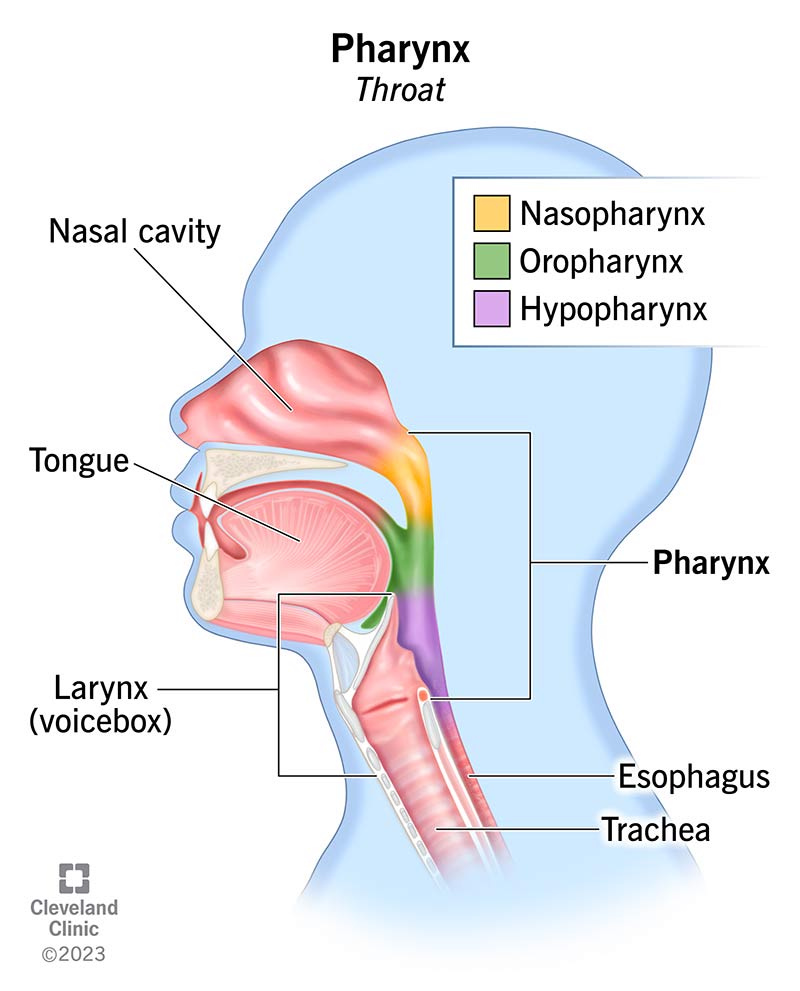 Pharynx
Throat
Nasopharynx
Oropharynx
Hypopharynx
Nasal cavity
Tongue
Pharynx
Larynx
(voicebox)
Esophagus
Trachea
Cleveland
Clinic
©2023